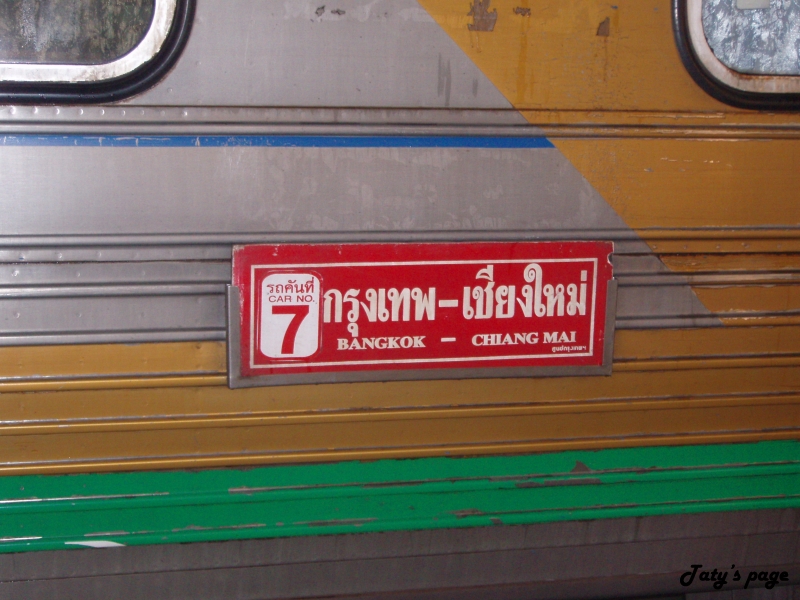 รถคันที่
CAR NO.
7
กรุงเทพ-เชียงใหม่
BANGKOK - CHIANG MAI
Taty's page